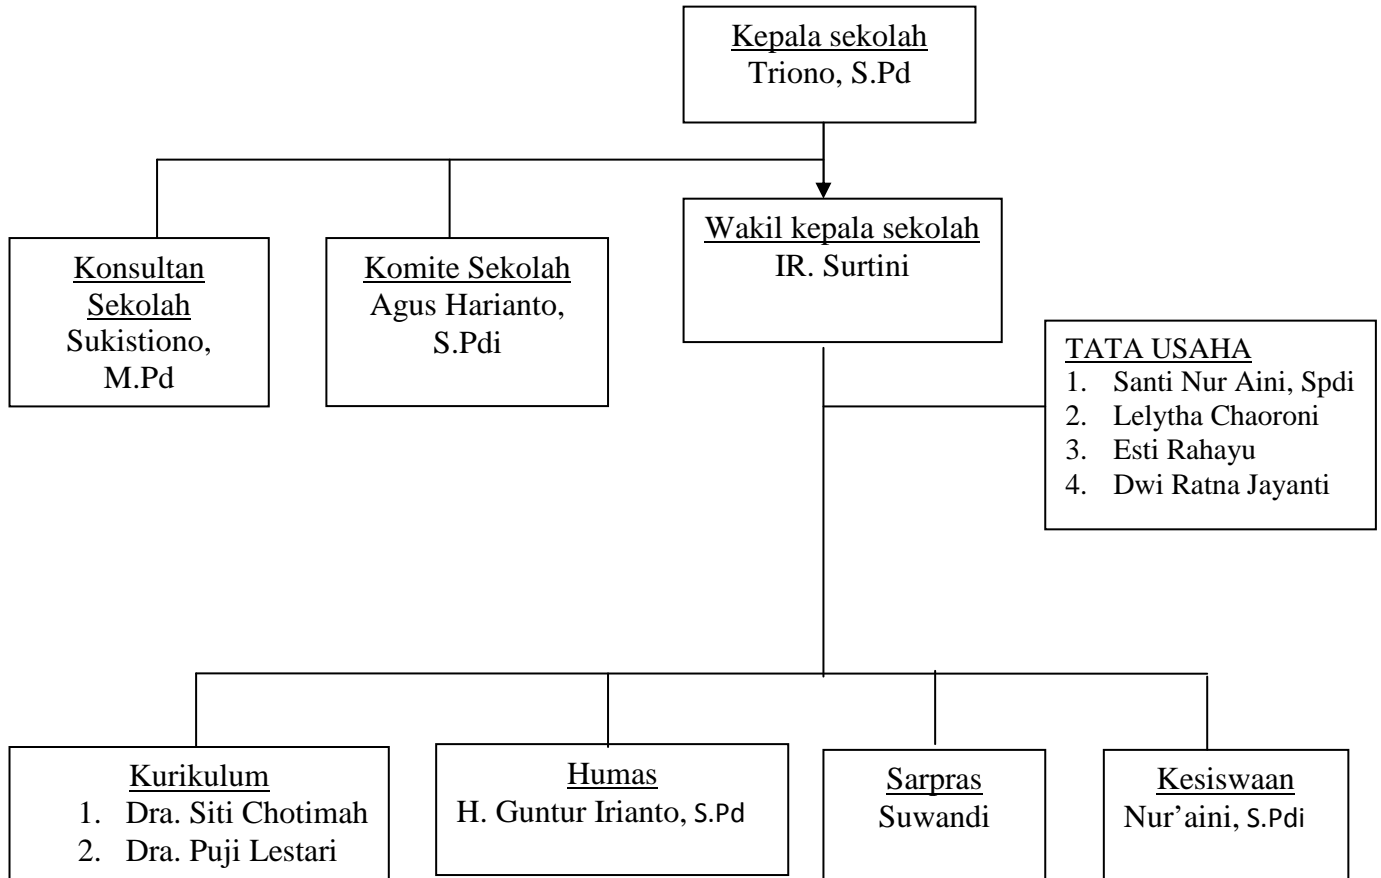 Kepala sekolah
Triono, S.Pd
Wakil kepala sekolah
IR. Surtini
Konsultan
Sekolah
Sukistiono,
M.Pd
Komite Sekolah
Agus Harianto,
S.Pdi
TATA USAHA
1. Santi Nur Aini, Spdi
2. Lelytha Chaoroni
3. Esti Rahayu
4. Dwi Ratna Jayanti
Kurikulum
1. Dra. Siti Chotimah
2. Dra. Puji Lestari
Humas
H. Guntur Irianto, S.Pd
Sarpras
Suwandi
Kesiswaan
Nur’aini, S.Pdi